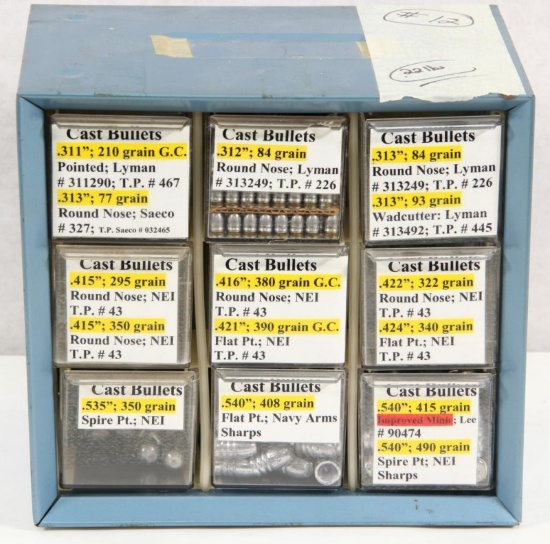 # 12
22 lb
Cast Bullets
.311"; 210 grain G.C.
Pointed; Lyman
# 311290; T.P. # 467
.313"; 77 grain
Round Nose; Saeco
# 327; T.P. Saeco # 032465
Cast Bullets
.312"; 84 grain
Round Nose; Lyman
# 313249; T.P. # 226
Cast Bullets
.313"; 84 grain
Round Nose; Lyman
# 313249; T.P. # 226
.313"; 93 grain
Wadcutter: Lyman
# 313492; T.P. # 445
Cast Bullets
.415"; 295 grain
Round Nose; NEI
T.P. # 43
.415"; 350 grain
Round Nose; NEI
T.P. # 43
Cast Bullets
.416"; 380 grain G.C.
Round Nose; NEI
T.P. # 43
.421"; 390 grain G.C.
Flat Pt.; NEI
T.P. # 43
Cast Bullets
.422"; 322 grain
Round Nose; NEI
T.P. # 43
.424"; 340 grain
Flat Pt.; NEI
T.P. # 43
Cast Bullets
.535"; 350 grain
Spire Pt.; NEI
Cast Bullets
.540"; 408 grain
Flat Pt.; Navy Arms
Sharps
Cast Bullets
.540"; 415 grain
Improved Minie; Lee
# 90474
.540"; 490 grain
Spire Pt; NEI
Sharps